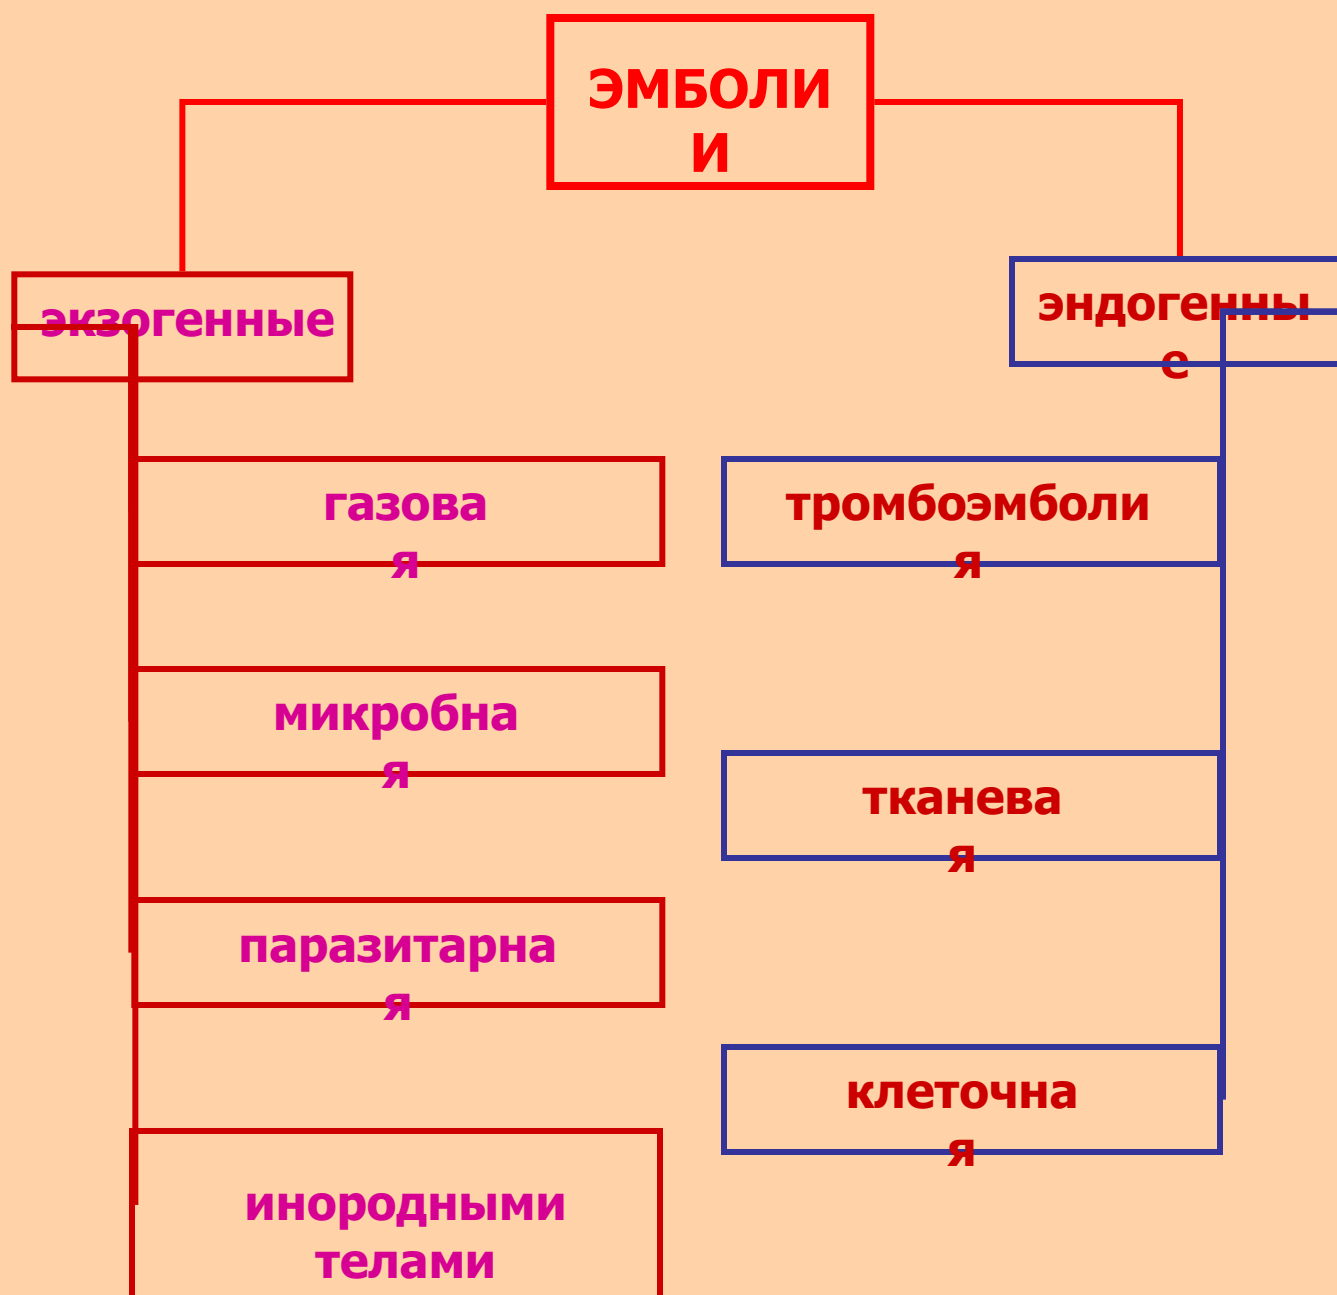 ЭМБОЛИ
И
экзогенные
эндогенны
е
газова
я
тромбоэмболи
я
микробна
я
тканева
я
паразитарна
я
клеточна
я
инородными
телами